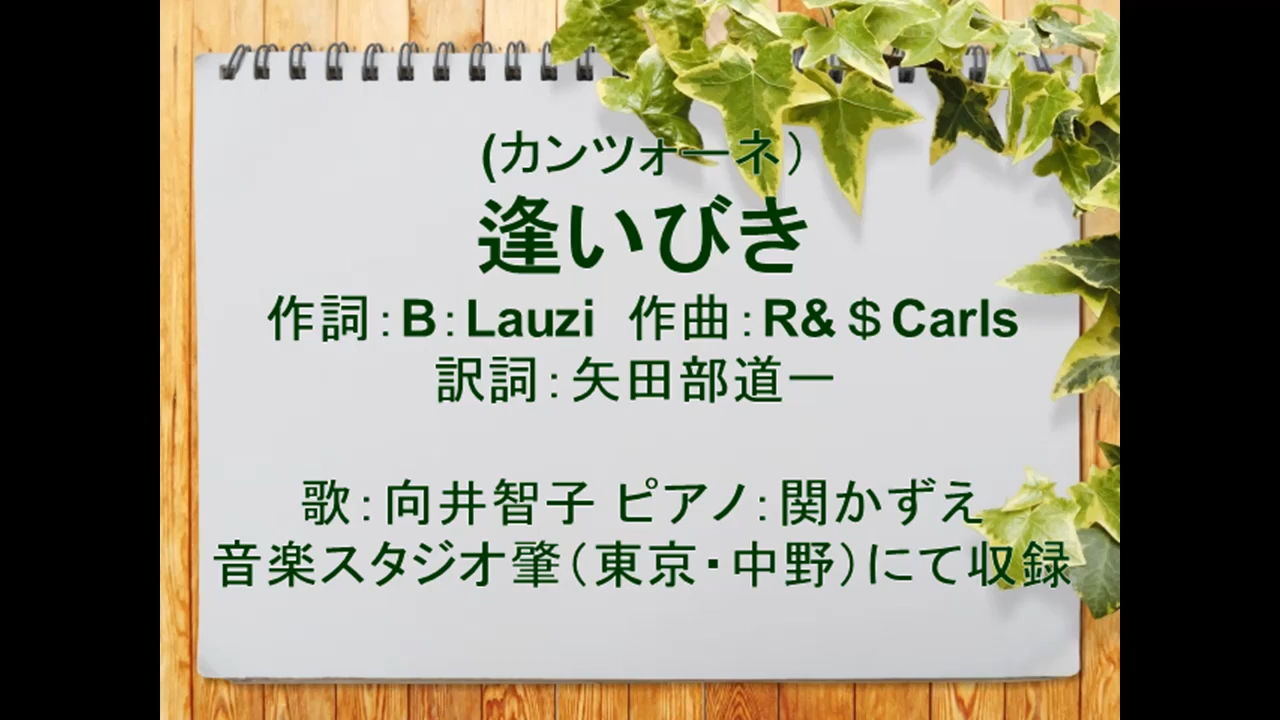 (カンツォーネ）
逢いびき
作詞：B：Lauzi 作曲：R&＄Carls
訳詞：矢田部道一
歌：向井智子 ピアノ：関かずえ
音楽スタジオ肇（東京・中野）にて収録